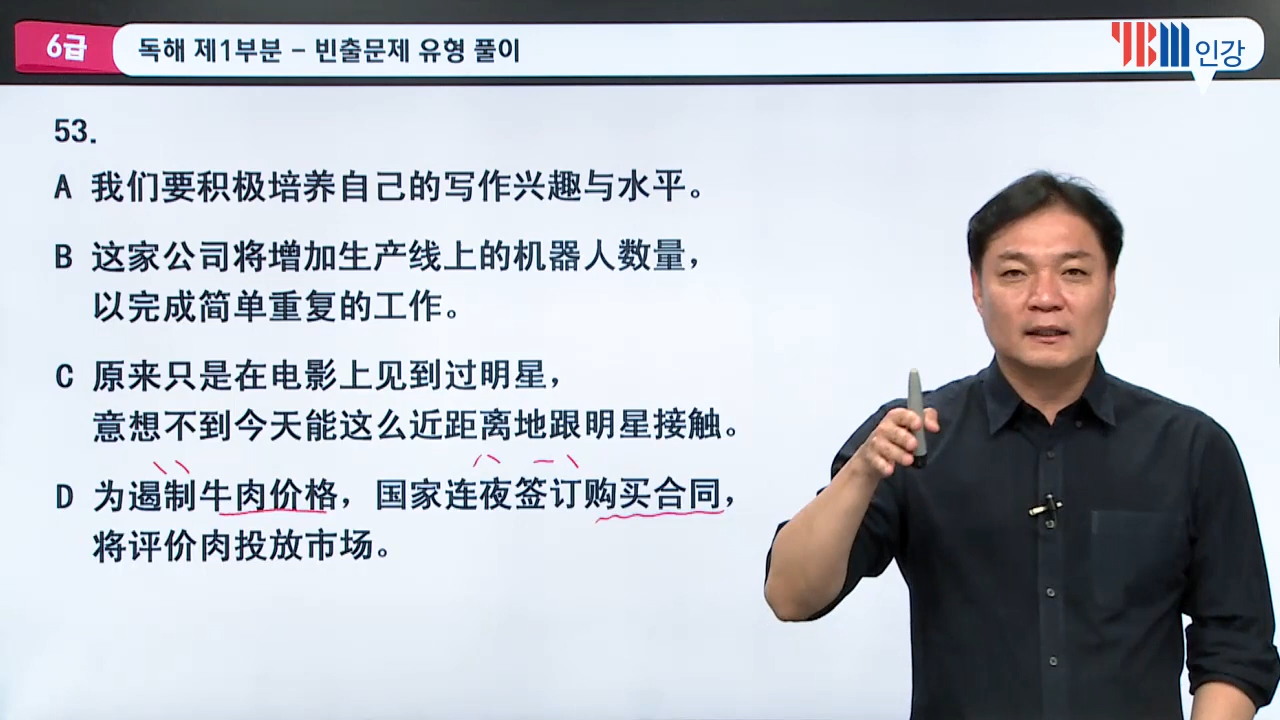 6급
독해 제1부분 – 빈출문제 유형 풀이
YBM 인강
53.
A 我们要积极培养自己的写作兴趣与水平。
B 这家公司将增加生产线上的机器人数量，
以完成简单重复的工作。
C 原来只是在电影上见到过明星，
意想不到今天能这么近距离地跟明星接触。
D 为遏制牛肉价格，国家连夜签订购买合同，
将评价肉投放市场。